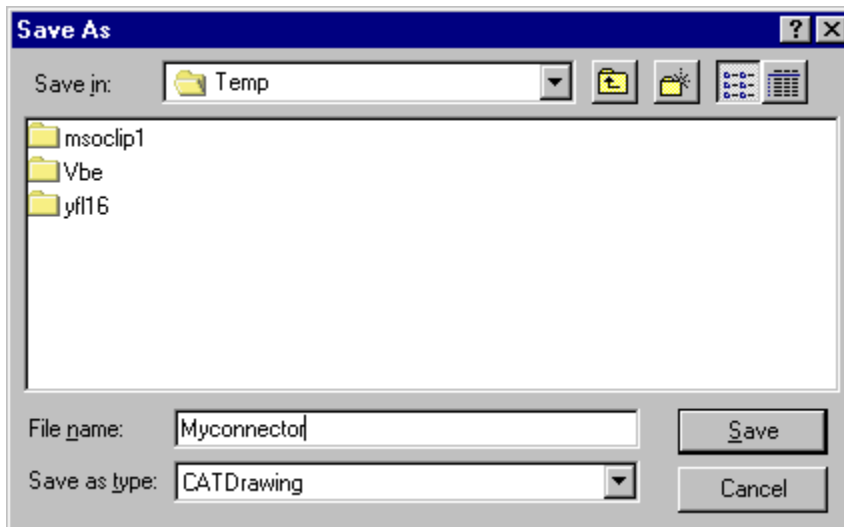 Save As
Save in: Temp
msoclip1
Vbe
yfl16
File name: Myconnector Save
Save as type: CATDrawing Cancel